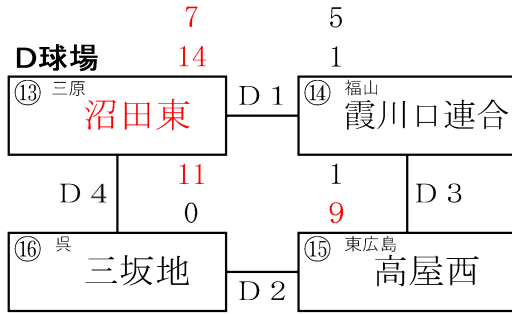 7 5
D球場 14 1
⑬ 三原 沼田東
D1
⑭ 福山 霞川口連合
D4
11 1
D3
0 9
⑯ 呉 三坂地
D2
⑮ 東広島 高屋西